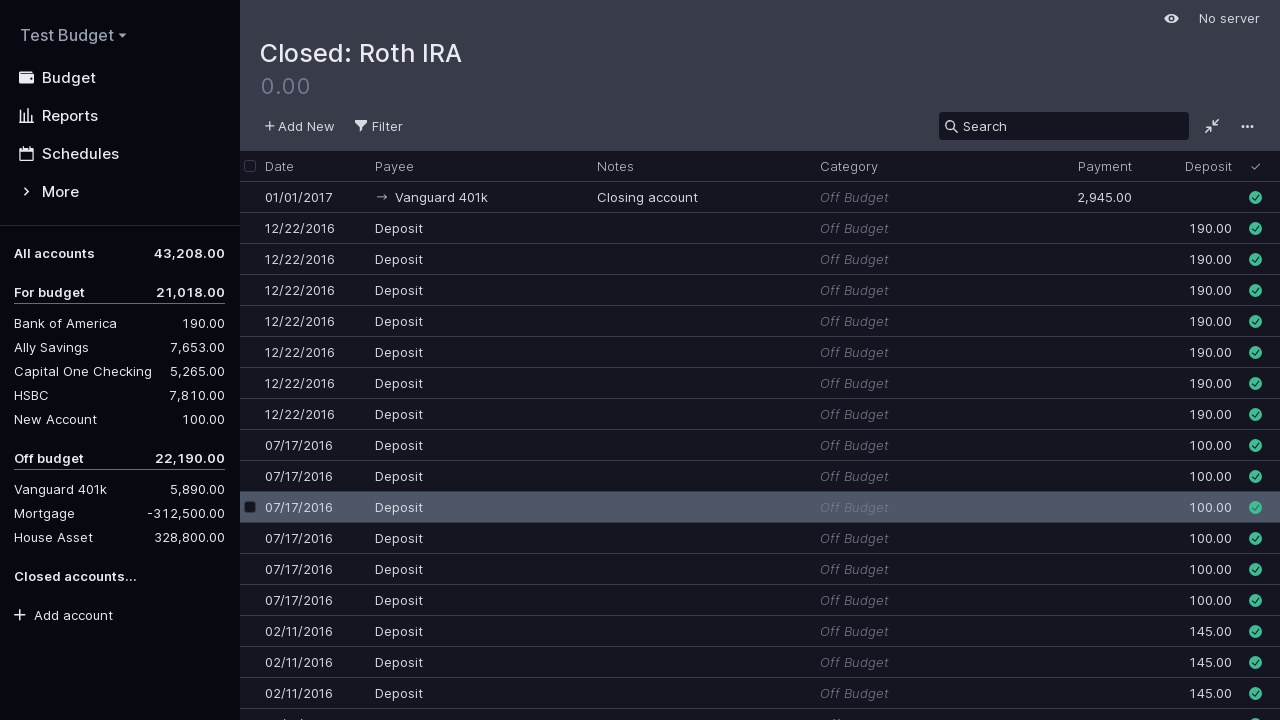 Test Budget
Budget
Reports
Schedules
More
All accounts 43,208.00
For budget 21,018.00
Bank of America 190.00
Ally Savings 7,653.00
Capital One Checking 5,265.00
HSBC 7,810.00
New Account 100.00
Off budget 22,190.00
Vanguard 401k 5,890.00
Mortgage -312,500.00
House Asset 328,800.00
Closed accounts...
Add account
No server
Closed: Roth IRA
0.00
Add New Filter Search
Date Payee Notes Category Payment Deposit
01/01/2017 → Vanguard 401k Closing account Off Budget 2,945.00
12/22/2016 Deposit Off Budget 190.00
12/22/2016 Deposit Off Budget 190.00
12/22/2016 Deposit Off Budget 190.00
12/22/2016 Deposit Off Budget 190.00
12/22/2016 Deposit Off Budget 190.00
12/22/2016 Deposit Off Budget 190.00
12/22/2016 Deposit Off Budget 190.00
07/17/2016 Deposit Off Budget 100.00
07/17/2016 Deposit Off Budget 100.00
07/17/2016 Deposit Off Budget 100.00
07/17/2016 Deposit Off Budget 100.00
07/17/2016 Deposit Off Budget 100.00
07/17/2016 Deposit Off Budget 100.00
02/11/2016 Deposit Off Budget 145.00
02/11/2016 Deposit Off Budget 145.00
02/11/2016 Deposit Off Budget 145.00